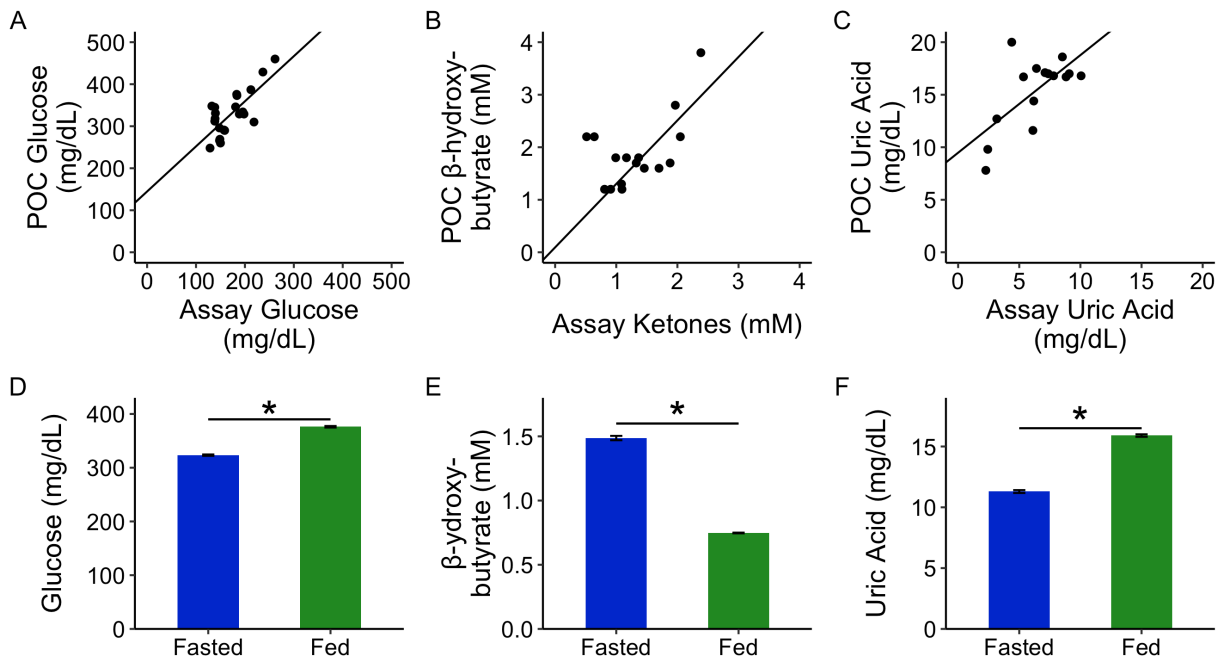 A
POC Glucose
(mg/dL)
500
400
300
200
100
0
0 100 200 300 400 500
Assay Glucose
(mg/dL)
B
POC β-hydroxy-
butyrate (mM)
4
3
2
1
0
0 1 2 3 4
Assay Ketones (mM)
C
POC Uric Acid
(mg/dL)
20
15
10
5
0
0 5 10 15 20
Assay Uric Acid
(mg/dL)
D
Glucose (mg/dL)
400
300
200
100
0
*
Fasted Fed
E
β-ydroxy-
butyrate (mM)
1.5
1.0
0.5
0.0
*
Fasted Fed
F
Uric Acid (mg/dL)
15
10
5
0
*
Fasted Fed